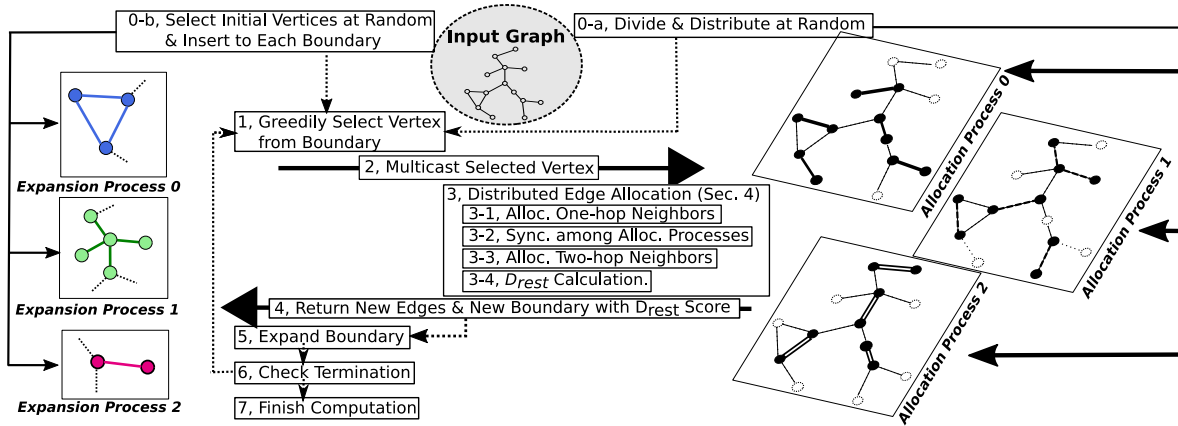 0-b, Select Initial Vertices at Random
& Insert to Each Boundary
Input Graph
0-a, Divide & Distribute at Random
1, Greedily Select Vertex
from Boundary
2, Multicast Selected Vertex
3, Distributed Edge Allocation (Sec. 4)
3-1, Alloc. One-hop Neighbors
3-2, Sync. among Alloc. Processes
3-3, Alloc. Two-hop Neighbors
3-4, Drest Calculation.
4, Return New Edges & New Boundary with Drest Score
5, Expand Boundary
6, Check Termination
7, Finish Computation
Expansion Process 0
Expansion Process 1
Expansion Process 2
Allocation Process 0
Allocation Process 1
Allocation Process 2